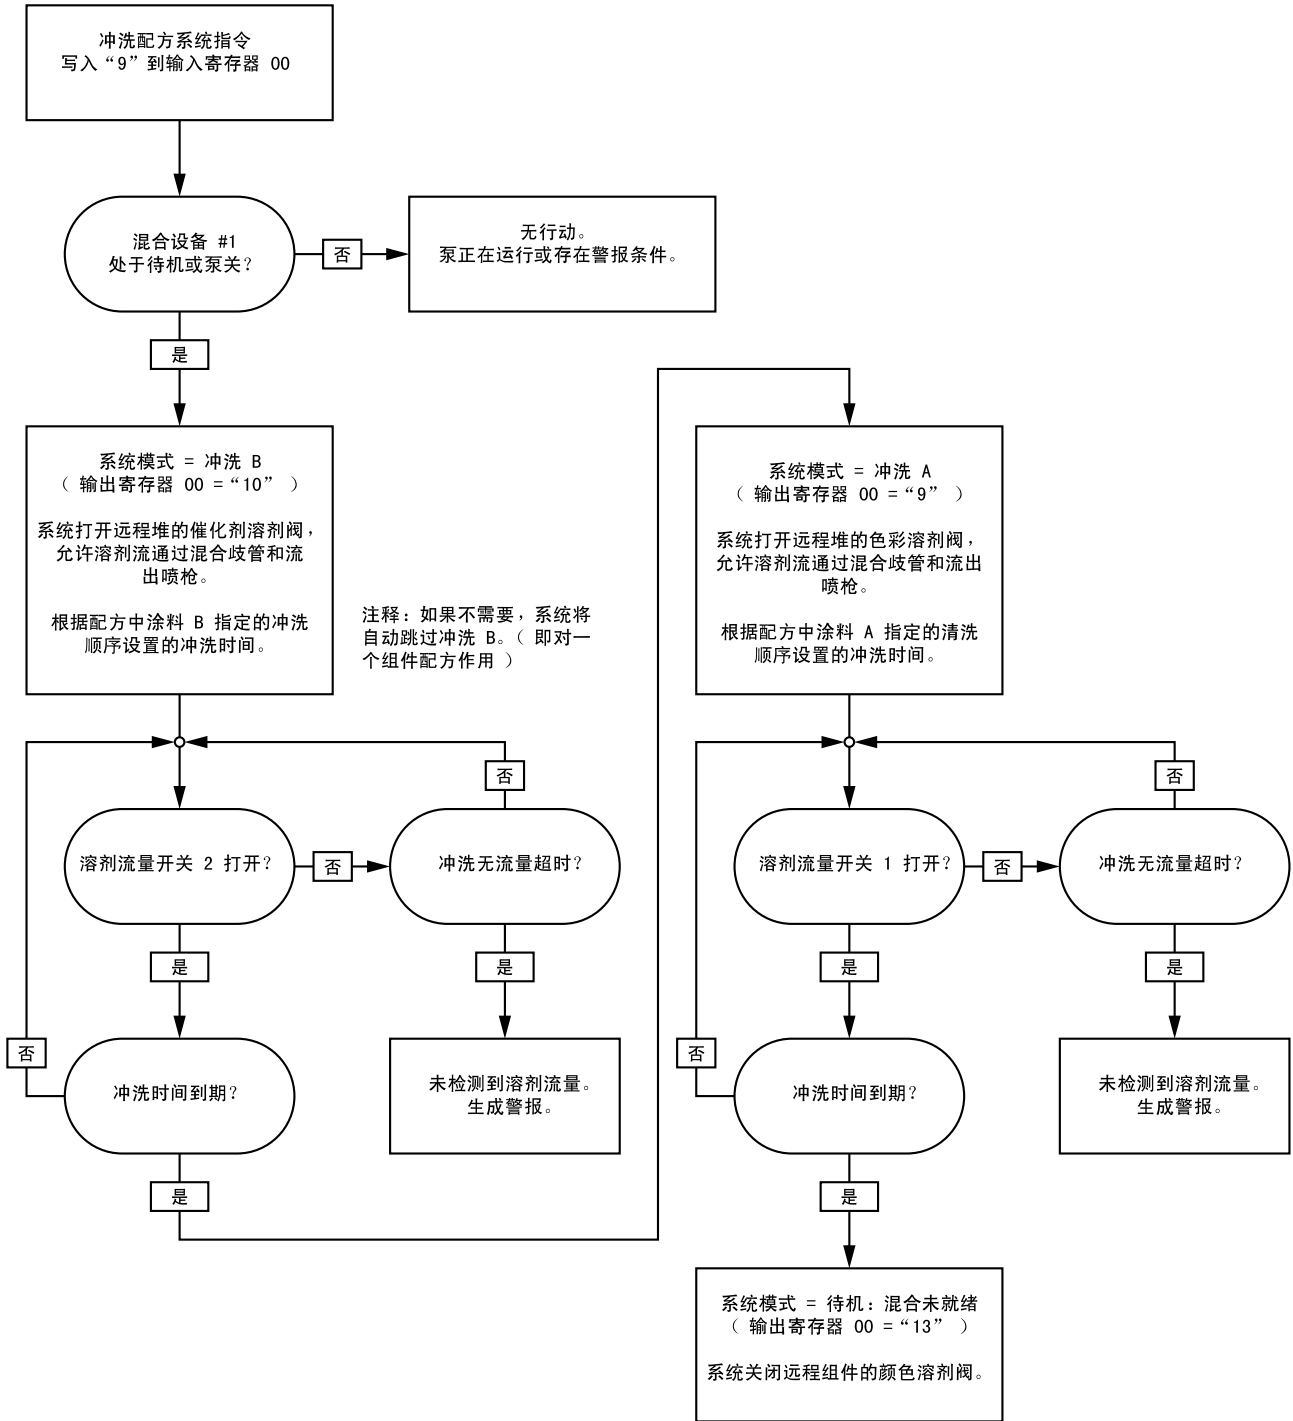 冲洗配方系统指令
写入“9”到输入寄存器 00
混合设备 #1
处于待机或泵关？
否
无行动。
泵正在运行或存在警报条件。
是
系统模式 = 冲洗 B
（ 输出寄存器 00 =“10” ）
系统打开远程堆的催化剂溶剂阀，
允许溶剂流通过混合歧管和流
出喷枪。
根据配方中涂料 B 指定的冲洗
顺序设置的冲洗时间。
注释：如果不需要，系统将
自动跳过冲洗 B。（ 即对一
个组件配方作用 ）
系统模式 = 冲洗 A
（ 输出寄存器 00 =“9” ）
系统打开远程堆的色彩溶剂阀，
允许溶剂流通过混合歧管和流出
喷枪。
根据配方中涂料 A 指定的清洗
顺序设置的冲洗时间。
否
溶剂流量开关 2 打开？
否
冲洗无流量超时？
是
是
否
冲洗时间到期？
未检测到溶剂流量。
生成警报。
是
否
溶剂流量开关 1 打开？
否
冲洗无流量超时？
是
是
否
冲洗时间到期？
未检测到溶剂流量。
生成警报。
是
系统模式 = 待机：混合未就绪
（ 输出寄存器 00 =“13” ）
系统关闭远程组件的颜色溶剂阀。